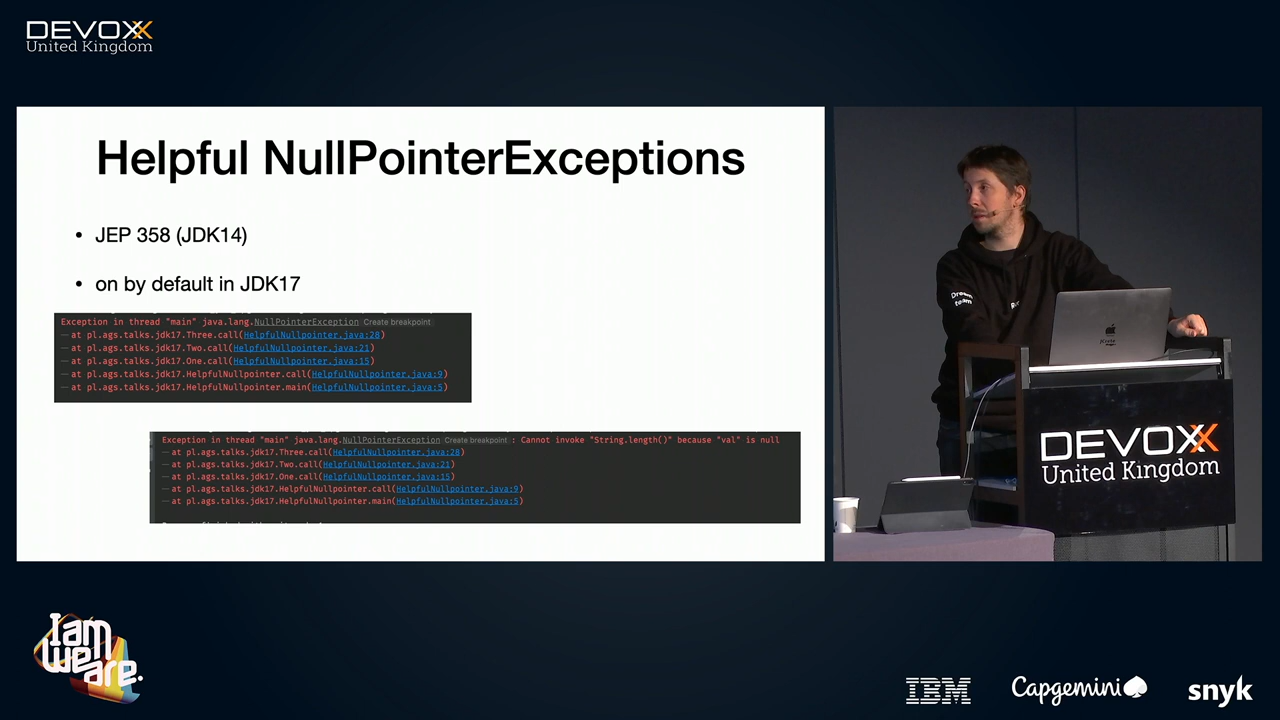 DEVOXX
United Kingdom
Helpful NullPointerExceptions
• JEP 358 (JDK14)
• on by default in JDK17
Exception in thread "main" java.lang.NullPointerException Create breakpoint
at pl.ags.talks.jdk17.Three.call(HelpfulNullpointer.java:28)
at pl.ags.talks.jdk17.Two.call(HelpfulNullpointer.java:21)
at pl.ags.talks.jdk17.One.call(HelpfulNullpointer.java:15)
at pl.ags.talks.jdk17.HelpfulNullpointer.call(HelpfulNullpointer.java:9)
at pl.ags.talks.jdk17.HelpfulNullpointer.main(HelpfulNullpointer.java:5)
Exception in thread "main" java.lang.NullPointerException Create breakpoint : Cannot invoke "String.length()" because "val" is null
at pl.ags.talks.jdk17.Three.call(HelpfulNullpointer.java:28)
at pl.ags.talks.jdk17.Two.call(HelpfulNullpointer.java:21)
at pl.ags.talks.jdk17.One.call(HelpfulNullpointer.java:15)
at pl.ags.talks.jdk17.HelpfulNullpointer.call(HelpfulNullpointer.java:9)
at pl.ags.talks.jdk17.HelpfulNullpointer.main(HelpfulNullpointer.java:5)
Dream
team
DEVOXX
United Kingdom
I am
We are.
IBM
Capgemini
snyk